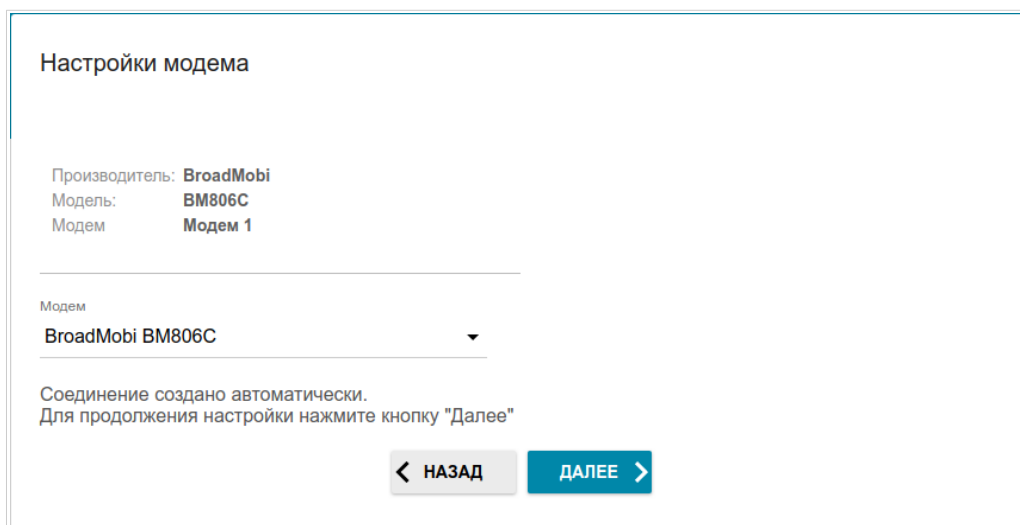 Настройки модема
Производитель: BroadMobi
Модель: BM806C
Модем Модем 1
Модем
BroadMobi BM806C
Соединение создано автоматически.
Для продолжения настройки нажмите кнопку "Далее"
НАЗАД ДАЛЕЕ